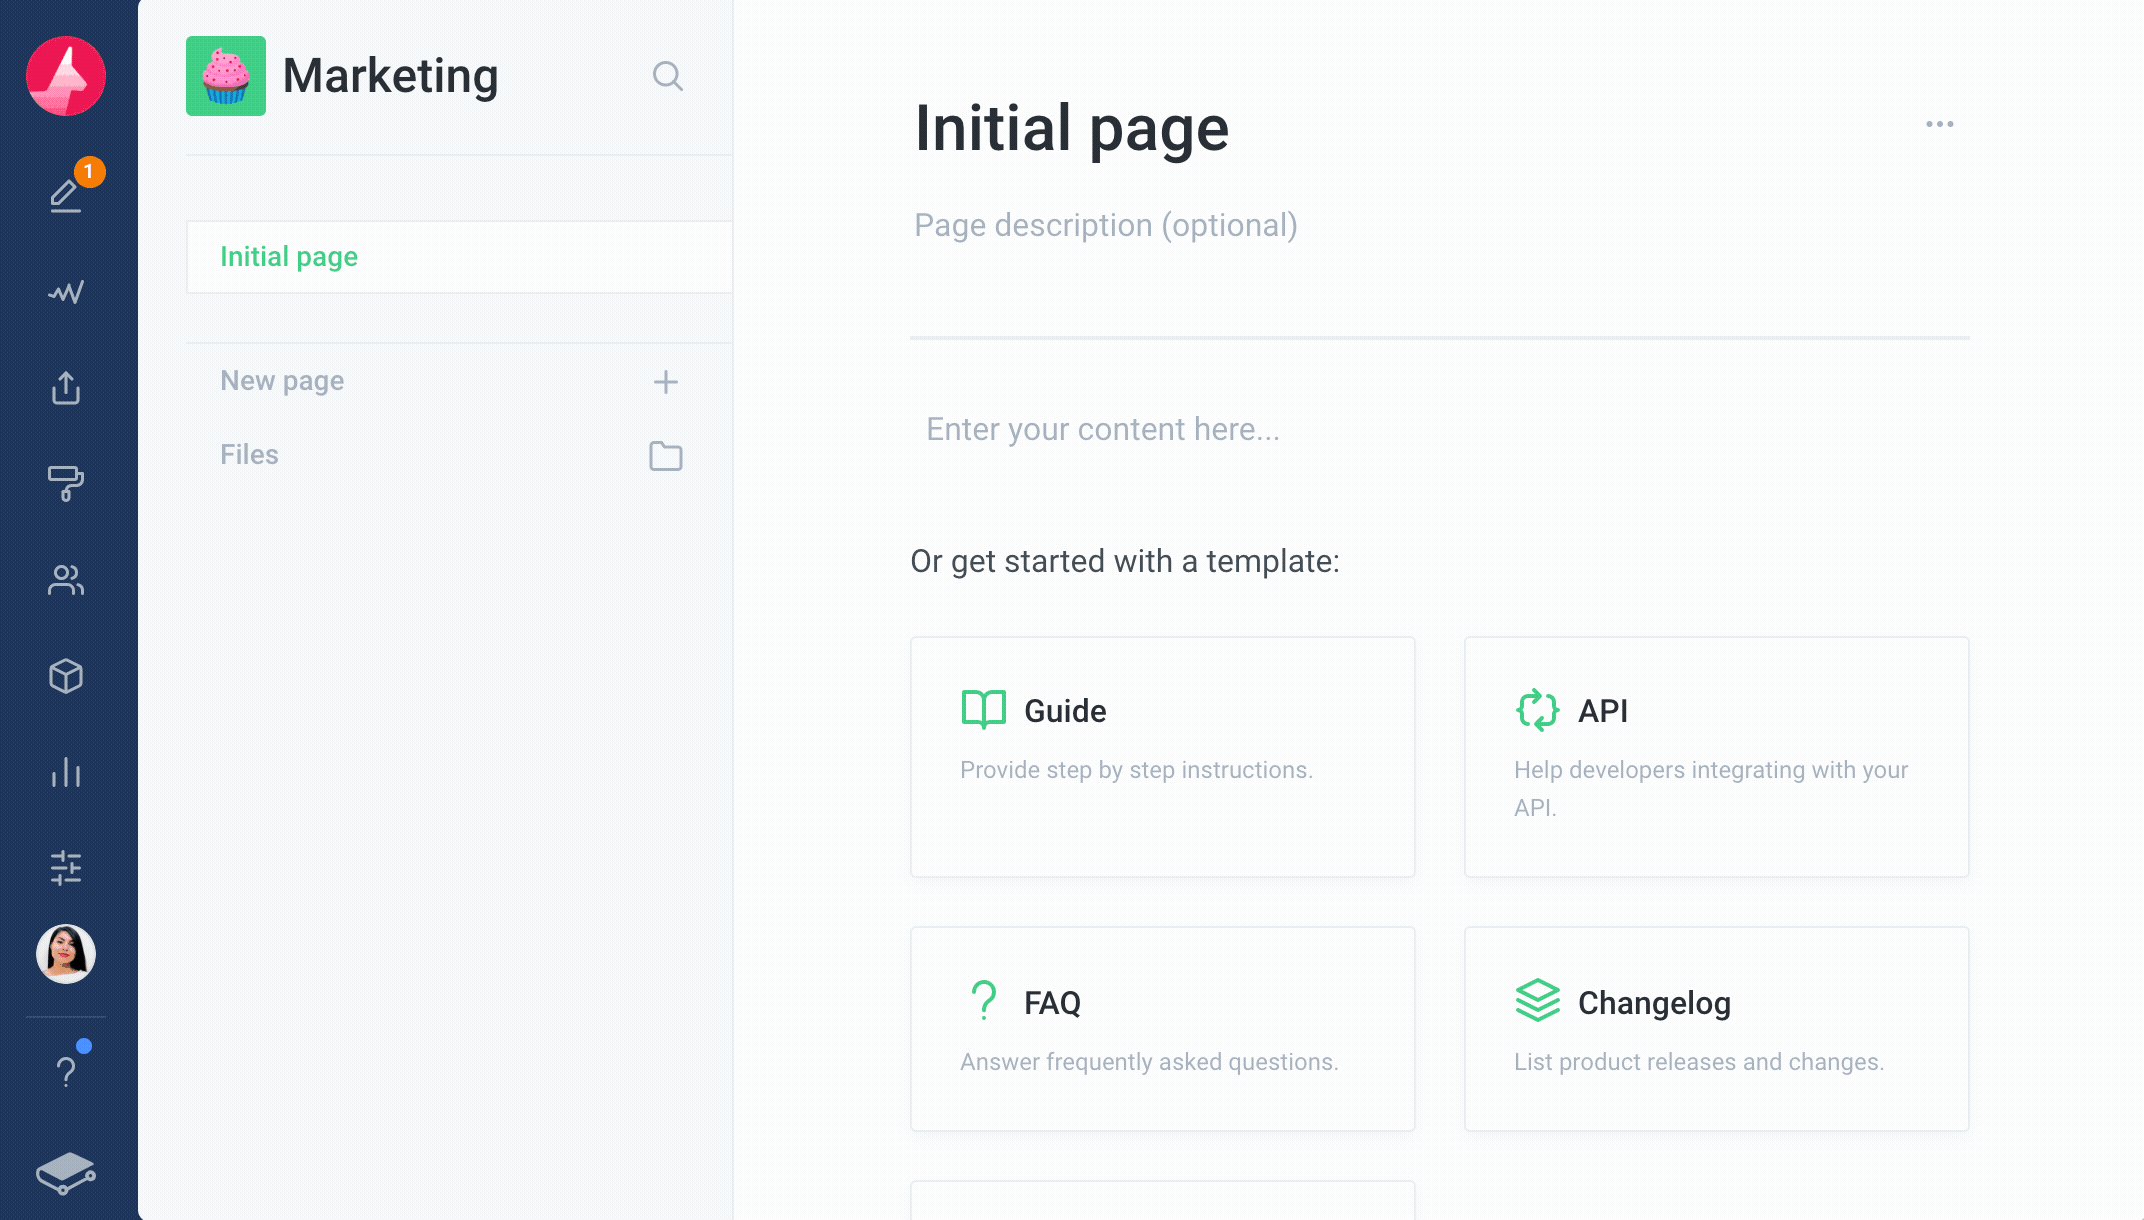 Marketing
1
Initial page
New page
Files
Initial page
Page description (optional)
Enter your content here...
Or get started with a template:
Guide
Provide step by step instructions.
API
Help developers integrating with your
API.
FAQ
Answer frequently asked questions.
Changelog
List product releases and changes.